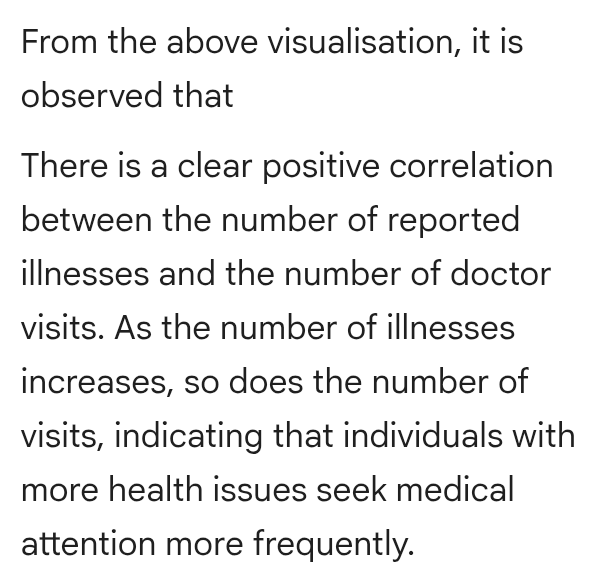 From the above visualisation, it is
observed that
There is a clear positive correlation
between the number of reported
illnesses and the number of doctor
visits. As the number of illnesses
increases, so does the number of
visits, indicating that individuals with
more health issues seek medical
attention more frequently.